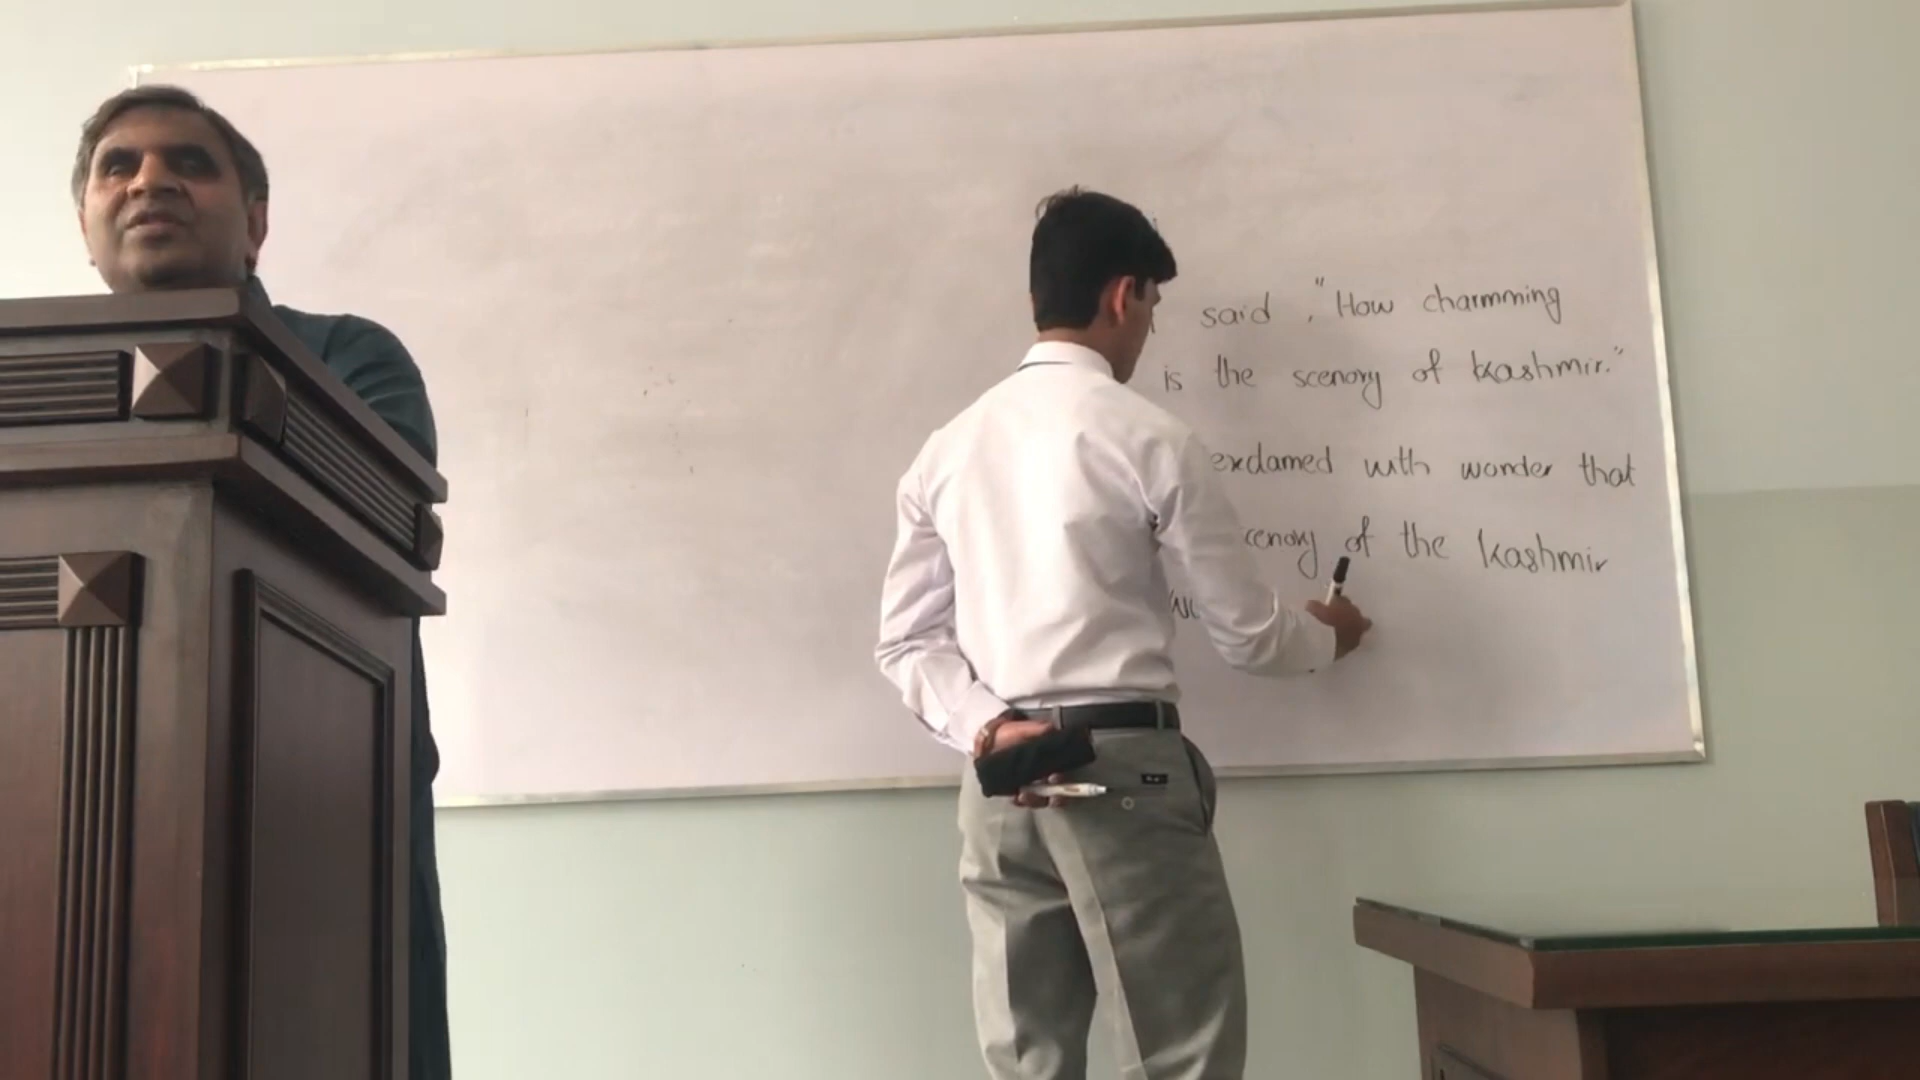 said, "How charmming
is the scenory of Kashmir."
exclamed with wonder that
cenory of the Kashmir